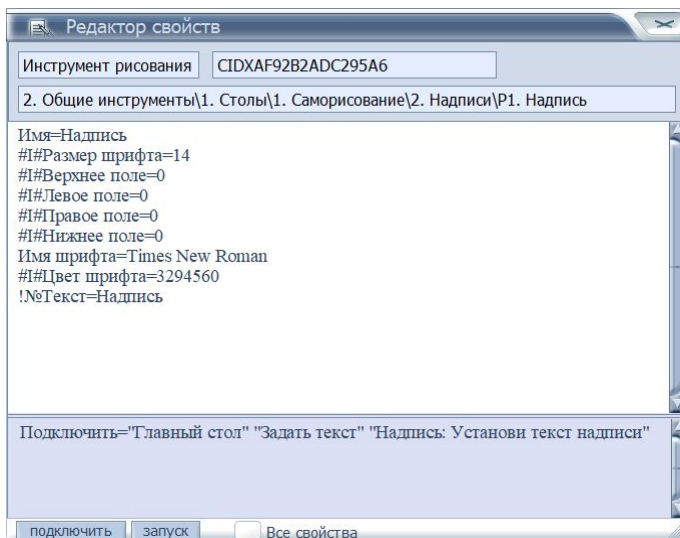 Редактор свойств
Инструмент рисования CIDXAF92B2ADC295A6
2. Общие инструменты\1. Столы\1. Саморисование\2. Надписи\P1. Надпись
Имя=Надпись
#I#Размер шрифта=14
#I#Верхнее поле=0
#I#Левое поле=0
#I#Правое поле=0
#I#Нижнее поле=0
Имя шрифта=Times New Roman
#I#Цвет шрифта=3294560
!№Текст=Надпись
Подключить="Главный стол" "Задать текст" "Надпись: Установи текст надписи"
подключить запуск Все свойства